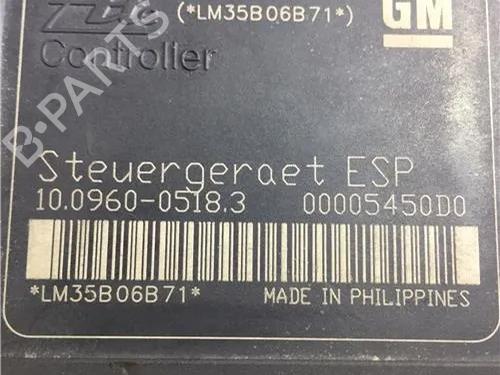 (*LM35B06B71*)
GM
Controller
Steuergeraet ESP
10.0960-0518.3 00005450D0
*LM35B06B71* MADE IN PHILIPPINES
B-PARTS